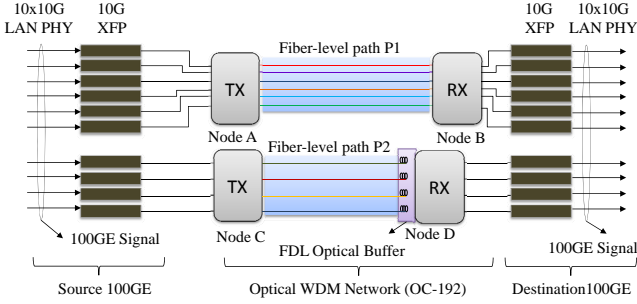 10x10G
LAN PHY
10G
XFP
10G
XFP
10x10G
LAN PHY
Fiber-level path P1
TX
RX
Node A
Node B
Fiber-level path P2
TX
RX
Node C
Node D
100GE Signal
FDL Optical Buffer
100GE Signal
Source 100GE
Optical WDM Network (OC-192)
Destination100GE